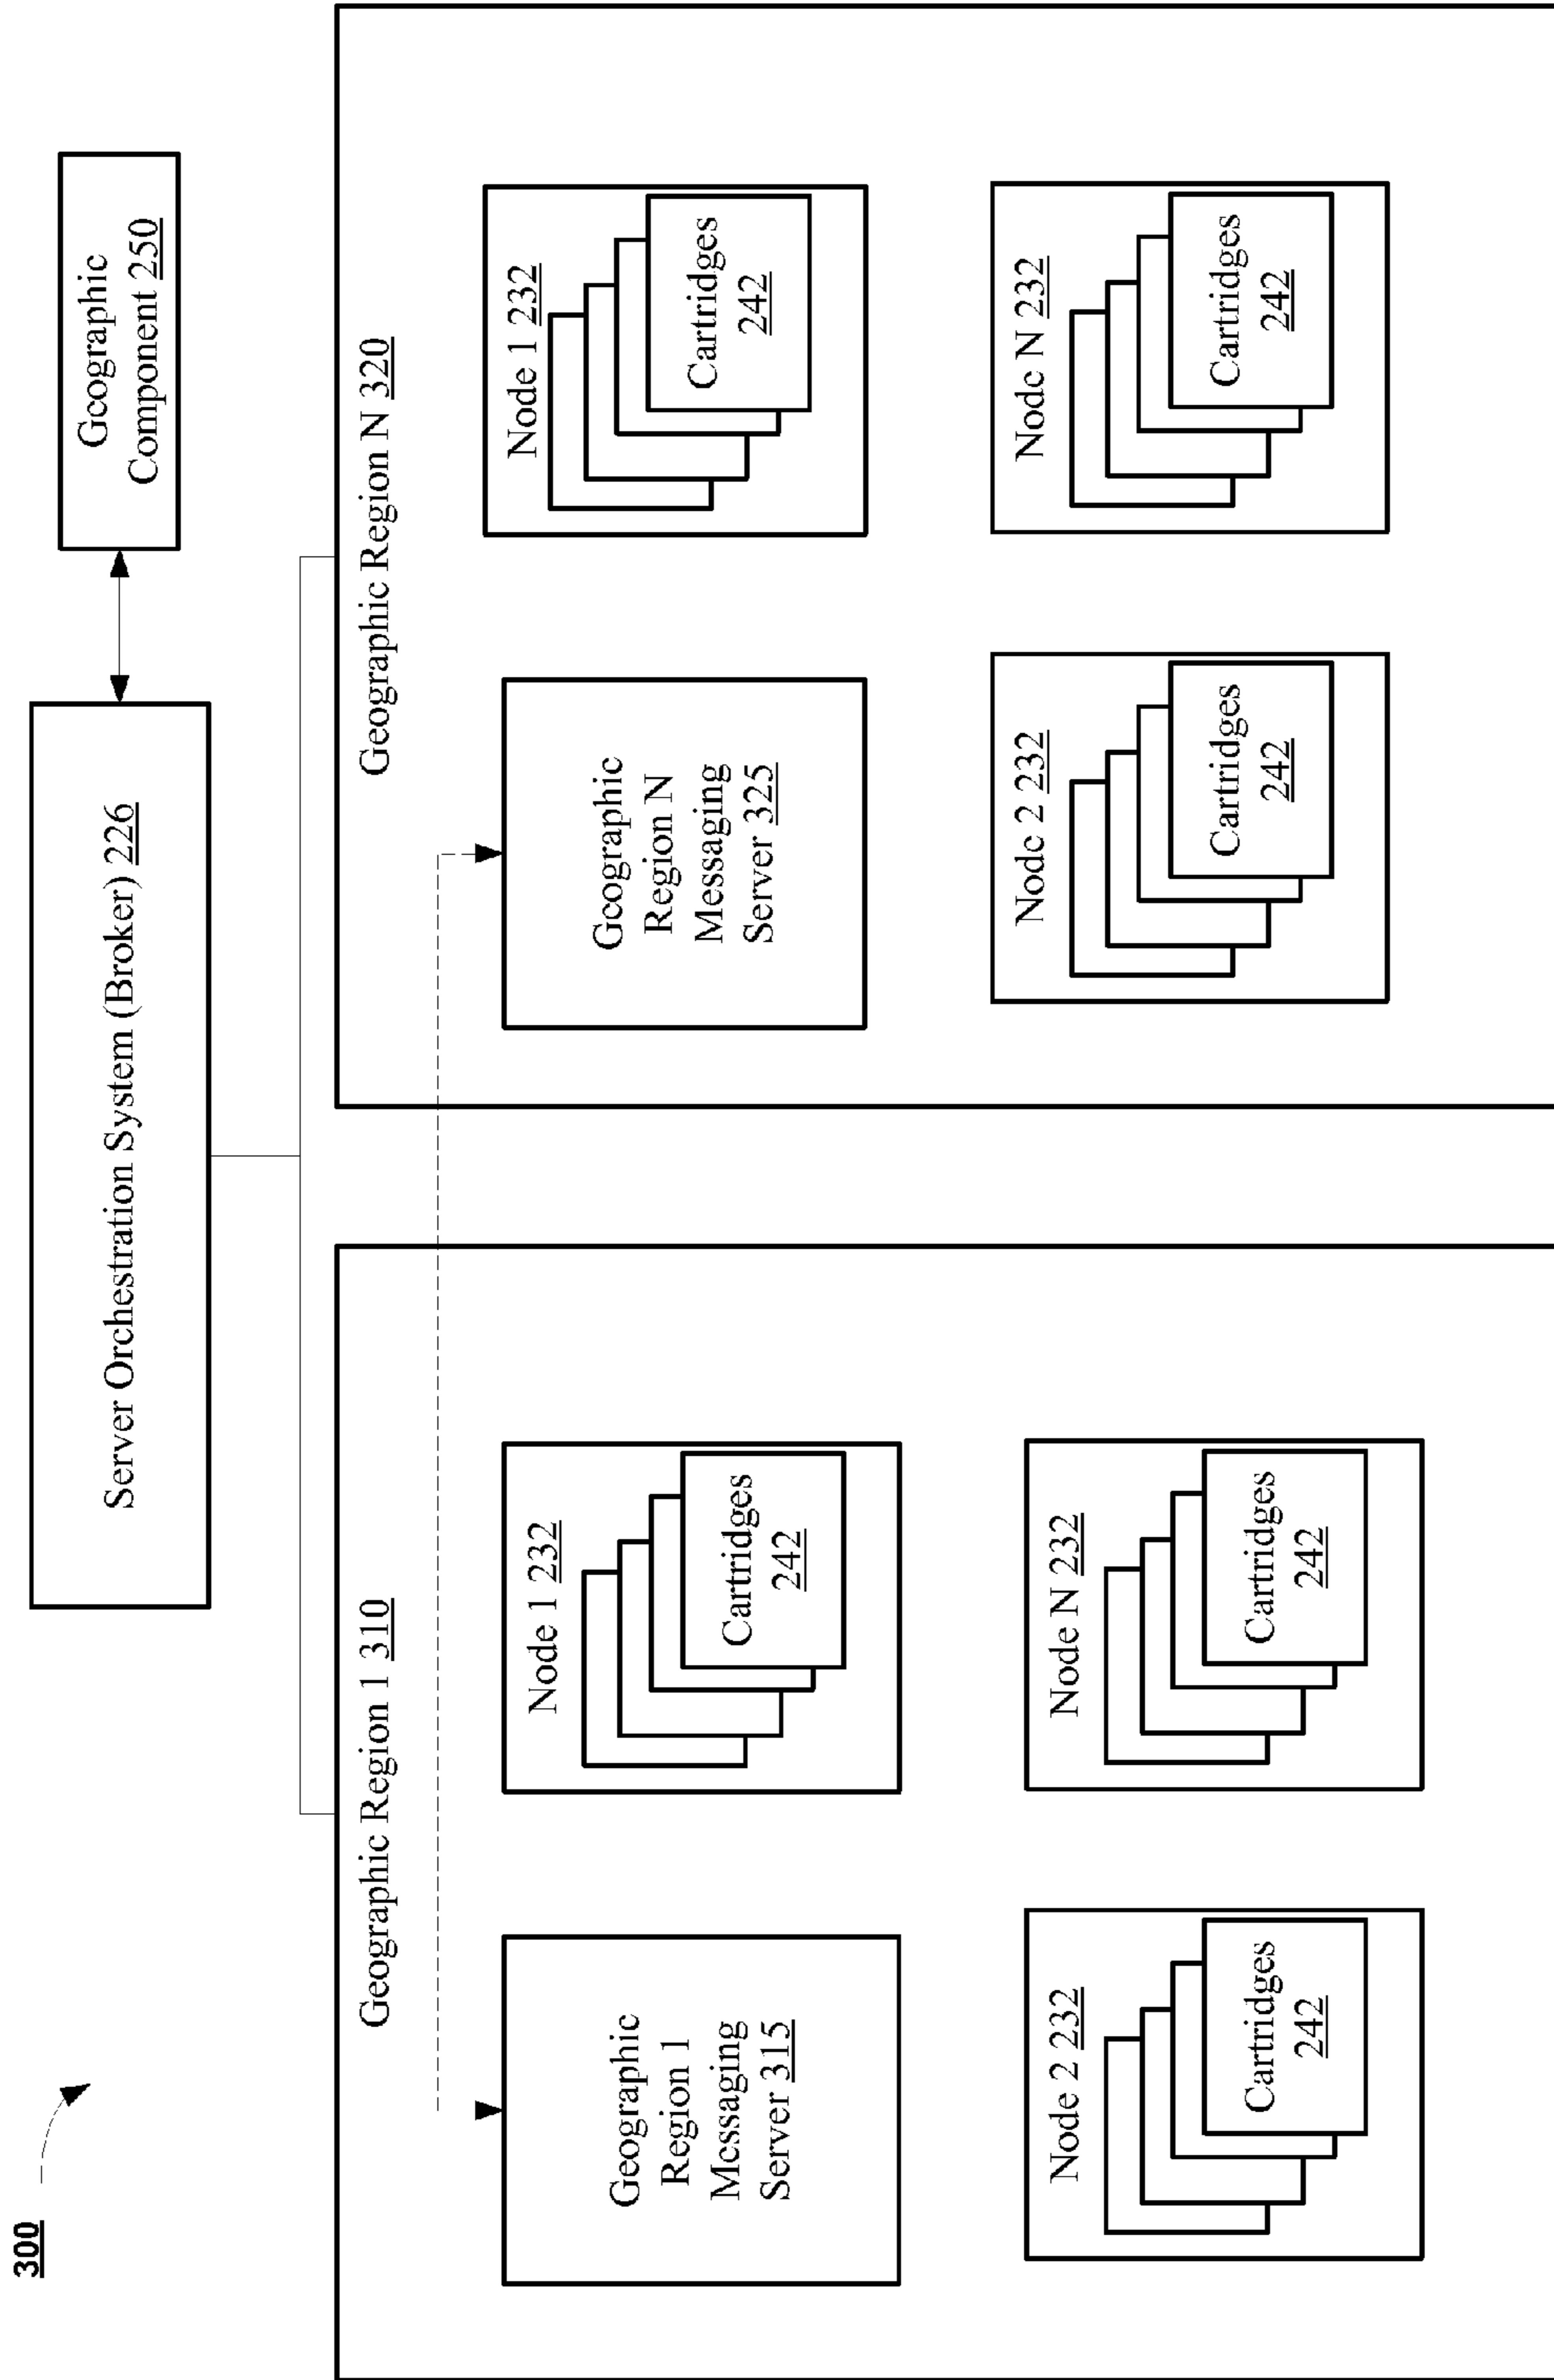 300
Server Orchestration System (Broker) 226
Geographic
Component 250
Geographic Region 1 310
Geographic
Region 1
Messaging
Server 315
Node 1 232
Cartridges
242
Node 2 232
Cartridges
242
Node N 232
Cartridges
242
Geographic Region N 320
Geographic
Region N
Messaging
Server 325
Node 1 232
Cartridges
242
Node 2 232
Cartridges
242
Node N 232
Cartridges
242